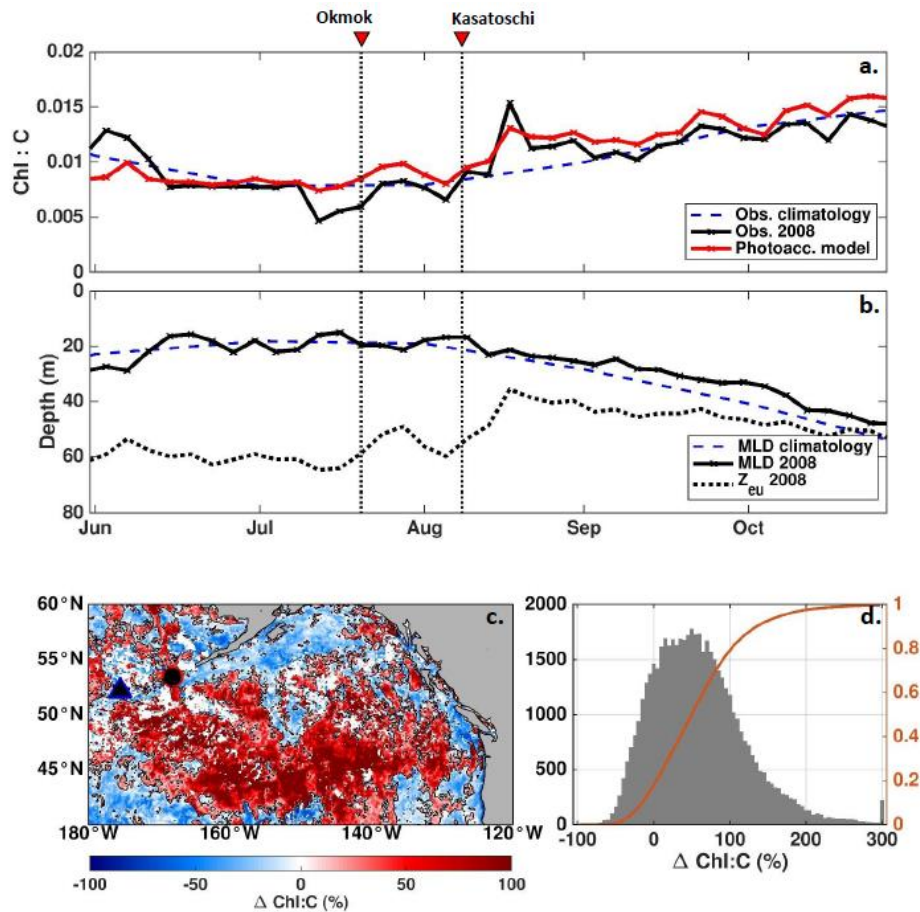 Okmok Kasatoschi
a.
0.02
0.015
0.01
0.005
0
Chl : C
Obs. climatology
Obs. 2008
Photoacc. model
b.
0
20
40
60
80
Depth (m)
MLD climatology
MLD 2008
Zeu 2008
Jun Jul Aug Sep Oct
c.
60°N
55°N
50°N
45°N
180°W 160°W 140°W 120°W
-100 -50 0 50 100
Δ Chl:C (%)
d.
2000
1500
1000
500
0
1
0.8
0.6
0.4
0.2
0
-100 0 100 200 300
Δ Chl:C (%)